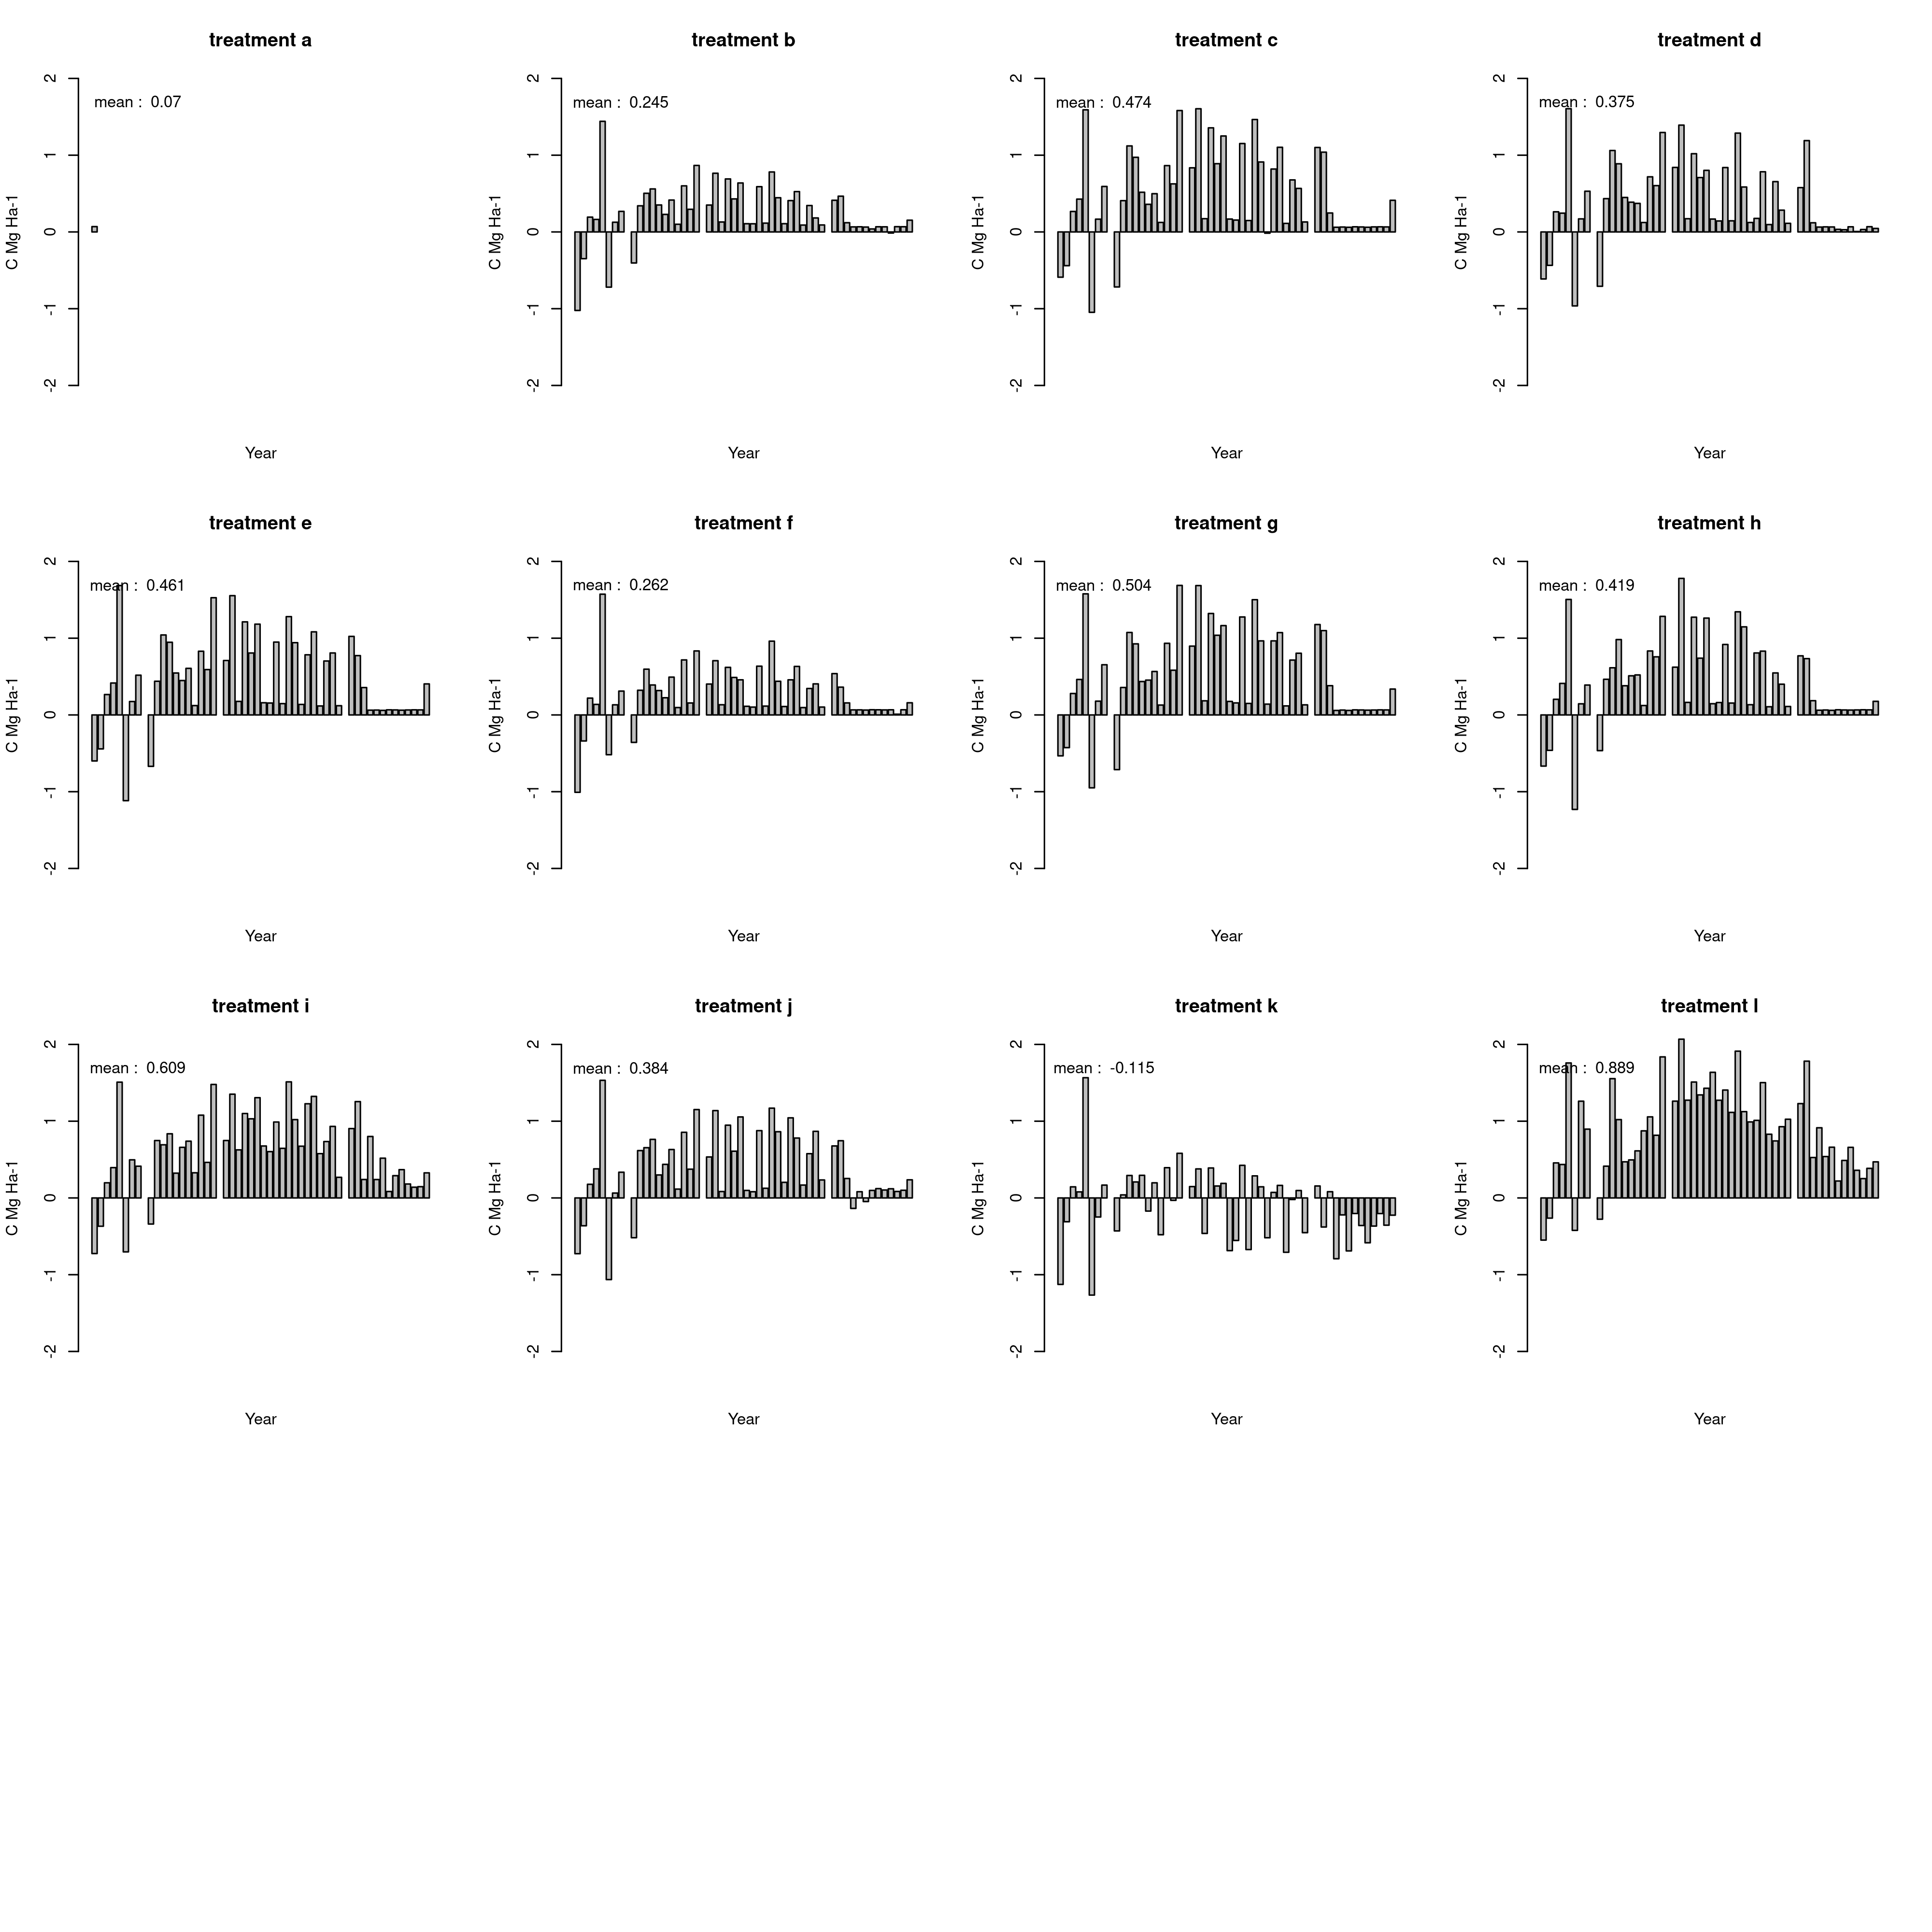 treatment a
mean : 0.07
2
1
0
-1
-2
C Mg Ha-1
Year
treatment b
mean : 0.245
2
1
0
-1
-2
C Mg Ha-1
Year
treatment c
mean : 0.474
2
1
0
-1
-2
C Mg Ha-1
Year
treatment d
mean : 0.375
2
1
0
-1
-2
C Mg Ha-1
Year
treatment e
mean : 0.461
2
1
0
-1
-2
C Mg Ha-1
Year
treatment f
mean : 0.262
2
1
0
-1
-2
C Mg Ha-1
Year
treatment g
mean : 0.504
2
1
0
-1
-2
C Mg Ha-1
Year
treatment h
mean : 0.419
2
1
0
-1
-2
C Mg Ha-1
Year
treatment i
mean : 0.609
2
1
0
-1
-2
C Mg Ha-1
Year
treatment j
mean : 0.384
2
1
0
-1
-2
C Mg Ha-1
Year
treatment k
mean : -0.115
2
1
0
-1
-2
C Mg Ha-1
Year
treatment l
mean : 0.889
2
1
0
-1
-2
C Mg Ha-1
Year